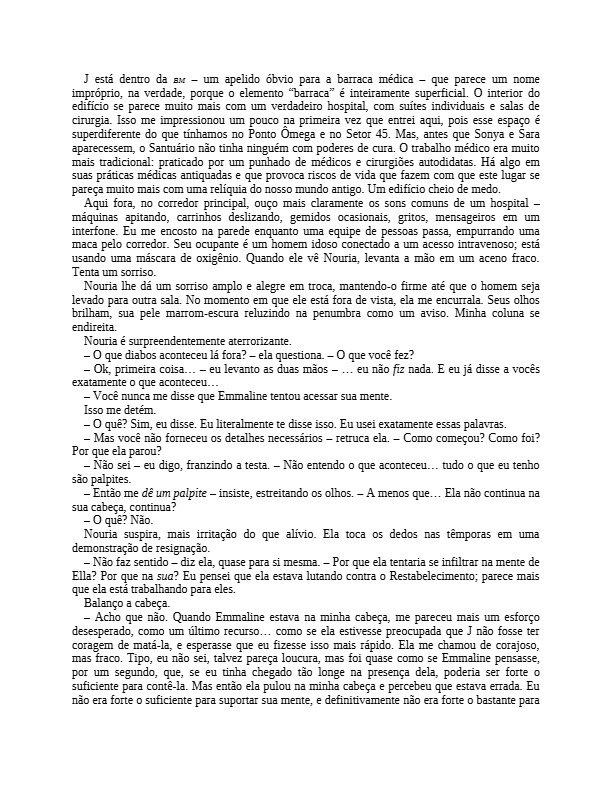 J está dentro da BM – um apelido óbvio para a barraca médica – que parece um nome
impróprio, na verdade, porque o elemento “barraca” é inteiramente superficial. O interior do
edifício se parece muito mais com um verdadeiro hospital, com suítes individuais e salas de
cirurgia. Isso me impressionou um pouco na primeira vez que entrei aqui, pois esse espaço é
superdiferente do que tínhamos no Ponto Ômega e no Setor 45. Mas, antes que Sonya e Sara
aparecessem, o Santuário não tinha ninguém com poderes de cura. O trabalho médico era muito
mais tradicional: praticado por um punhado de médicos e cirurgiões autodidatas. Há algo em
suas práticas médicas antiquadas e que provoca riscos de vida que fazem com que este lugar se
pareça muito mais com uma relíquia do nosso mundo antigo. Um edifício cheio de medo.
Aqui fora, no corredor principal, ouço mais claramente os sons comuns de um hospital –
máquinas apitando, carrinhos deslizando, gemidos ocasionais, gritos, mensageiros em um
interfone. Eu me encosto na parede enquanto uma equipe de pessoas passa, empurrando uma
maca pelo corredor. Seu ocupante é um homem idoso conectado a um acesso intravenoso; está
usando uma máscara de oxigênio. Quando ele vê Nouria, levanta a mão em um aceno fraco.
Tenta um sorriso.
Nouria lhe dá um sorriso amplo e alegre em troca, mantendo-o firme até que o homem seja
levado para outra sala. No momento em que ele está fora de vista, ela me encurrala. Seus olhos
brilham, sua pele marrom-escura reluzindo na penumbra como um aviso. Minha coluna se
endireita.
Nouria é surpreendentemente aterrorizante.
– O que diabos aconteceu lá fora? – ela questiona. – O que você fez?
– Ok, primeira coisa… – eu levanto as duas mãos – … eu não fiz nada. E eu já disse a vocês
exatamente o que aconteceu…
– Você nunca me disse que Emmaline tentou acessar sua mente.
Isso me detém.
– O quê? Sim, eu disse. Eu literalmente te disse isso. Eu usei exatamente essas palavras.
– Mas você não forneceu os detalhes necessários – retruca ela. – Como começou? Como foi?
Por que ela parou?
– Não sei – eu digo, franzindo a testa. – Não entendo o que aconteceu… tudo o que eu tenho
são palpites.
– Então me dê um palpite – insiste, estreitando os olhos. – A menos que… Ela não continua na
sua cabeça, continua?
– O quê? Não.
Nouria suspira, mais irritação do que alívio. Ela toca os dedos nas têmporas em uma
demonstração de resignação.
– Não faz sentido – diz ela, quase para si mesma. – Por que ela tentaria se infiltrar na mente de
Ella? Por que na sua? Eu pensei que ela estava lutando contra o Restabelecimento; parece mais
que ela está trabalhando para eles.
Balanço a cabeça.
– Acho que não. Quando Emmaline estava na minha cabeça, me pareceu mais um esforço
desesperado, como um último recurso… como se ela estivesse preocupada que J não fosse ter
coragem de matá-la, e esperasse que eu fizesse isso mais rápido. Ela me chamou de corajoso,
mas fraco. Tipo, eu não sei, talvez pareça loucura, mas foi quase como se Emmaline pensasse,
por um segundo, que, se eu tinha chegado tão longe na presença dela, poderia ser forte o
suficiente para contê-la. Mas então ela pulou na minha cabeça e percebeu que estava errada. Eu
não era forte o suficiente para suportar sua mente, e definitivamente não era forte o bastante para